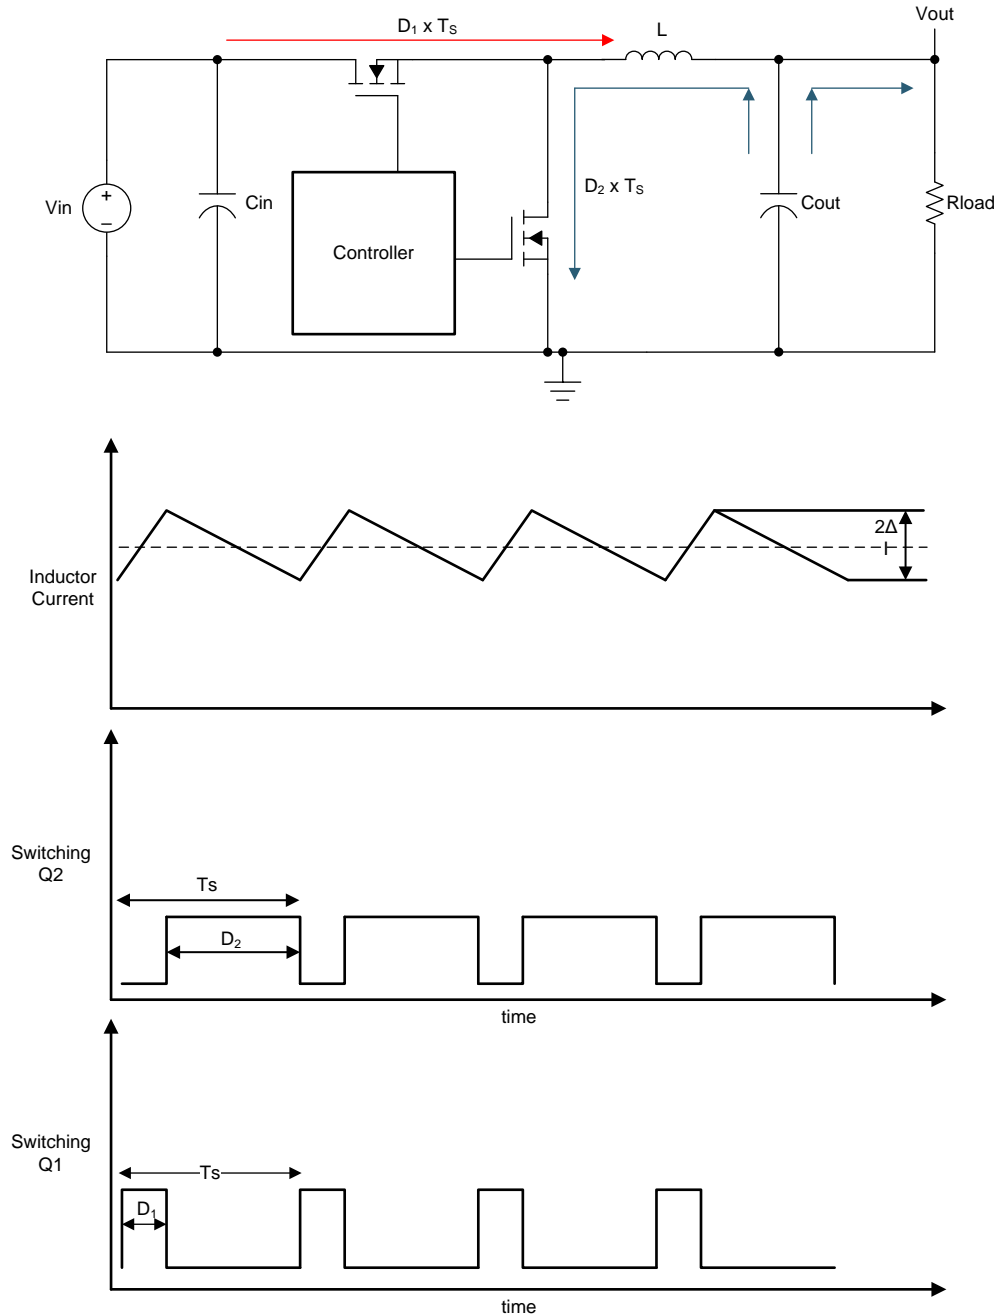 Vout
D₁ x Tₛ
L
Vin
+
–
Cin
Controller
D₂ x Tₛ
Cout
Rload
2Δ
I
Inductor
Current
Switching
Q2
Ts
D₂
time
Switching
Q1
Ts
D₁
time